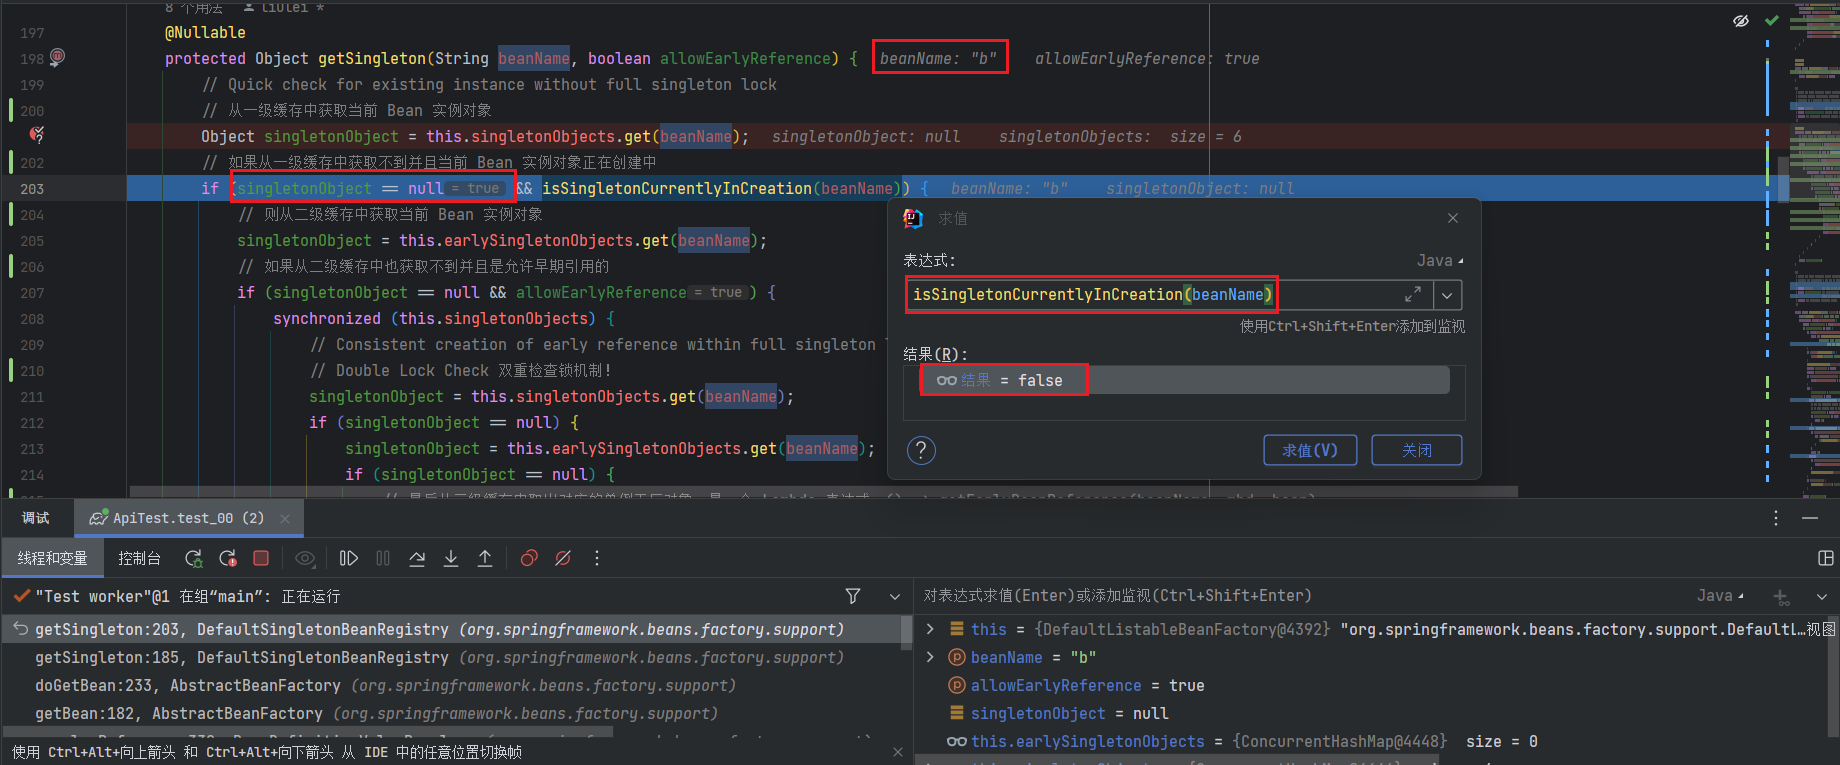 8 个用法 liulei *
197 @Nullable
198 protected Object getSingleton(String beanName, boolean allowEarlyReference) { beanName: "b" allowEarlyReference: true
199 // Quick check for existing instance without full singleton lock
200 // 从一级缓存中获取当前 Bean 实例对象
Object singletonObject = this.singletonObjects.get(beanName); singletonObject: null singletonObjects: size = 6
202 // 如果从一级缓存中获取不到并且当前 Bean 实例对象正在创建中
203 if (singletonObject == null = true && isSingletonCurrentlyInCreation(beanName)) { beanName: "b" singletonObject: null
204 // 则从二级缓存中获取当前 Bean 实例对象
205 singletonObject = this.earlySingletonObjects.get(beanName);
206 // 如果从二级缓存中也获取不到并且是允许早期引用的
207 if (singletonObject == null && allowEarlyReference = true ) {
208 synchronized (this.singletonObjects) {
209 // Consistent creation of early reference within full singleton
210 // Double Lock Check 双重检查锁机制!
211 singletonObject = this.singletonObjects.get(beanName);
212 if (singletonObject == null) {
213 singletonObject = this.earlySingletonObjects.get(beanName);
214 if (singletonObject == null) {
求值
表达式:
Java
isSingletonCurrentlyInCreation(beanName)
使用Ctrl+Shift+Enter添加到监视
结果(R):
结果 = false
?
求值(V) 关闭
调试 ApiTest.test_00 (2)
线程和变量 控制台
"Test worker"@1 在组“main”: 正在运行
getSingleton:203, DefaultSingletonBeanRegistry (org.springframework.beans.factory.support)
getSingleton:185, DefaultSingletonBeanRegistry (org.springframework.beans.factory.support)
doGetBean:233, AbstractBeanFactory (org.springframework.beans.factory.support)
getBean:182, AbstractBeanFactory (org.springframework.beans.factory.support)
使用 Ctrl+Alt+向上箭头 和 Ctrl+Alt+向下箭头 从 IDE 中的任意位置切换帧
对表达式求值(Enter)或添加监视(Ctrl+Shift+Enter) Java
this = {DefaultListableBeanFactory@4392} "org.springframework.beans.factory.support.DefaultL...视图
beanName = "b"
allowEarlyReference = true
singletonObject = null
this.earlySingletonObjects = {ConcurrentHashMap@4448} size = 0